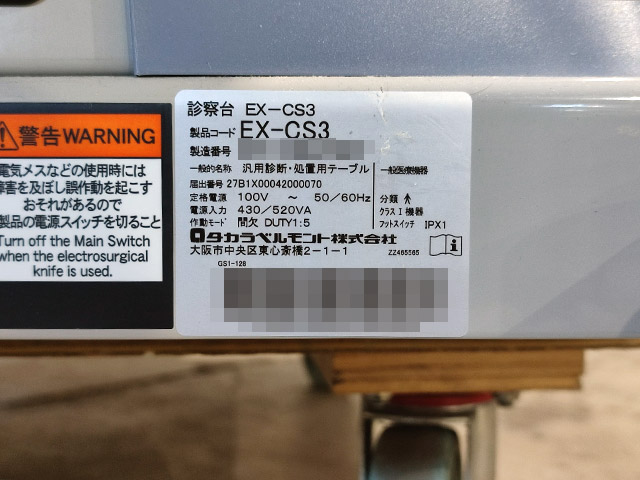 警告WARNING
電気メスなどの使用時には
障害を及ぼし誤動作を起こす
おそれがあるので
製品の電源スイッチを切ること
Turn off the Main Switch
when the electrosurgical
knife is used.
診察台 EX-CS3
製品コード EX-CS3
製造番号
一般的名称 汎用診断・処置用テーブル 一般医療機器
届出番号 27B1X00042000070
定格電源 100V ~ 50/60Hz 分類
電源入力 430/520VA クラスⅠ機器
作動モード 間欠 DUTY1:5 フットスイッチ IPX1
タカラベルモント株式会社
大阪市中央区東心斎橋2-1-1 ZZ465565
GS1-128